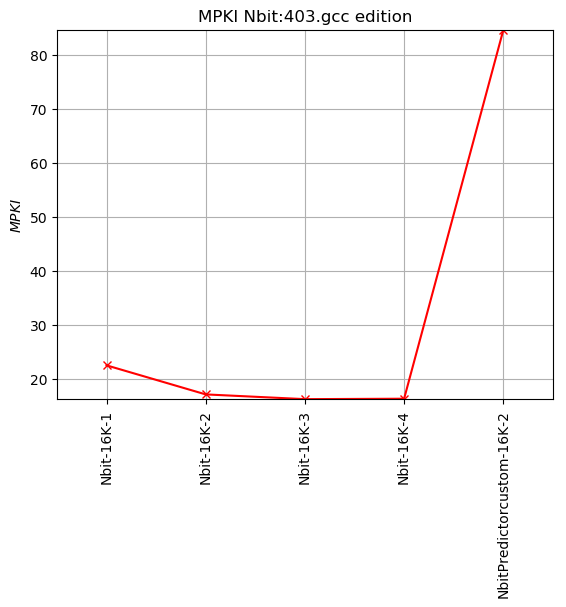 MPKI Nbit:403.gcc edition
80
70
60
50
40
30
20
MPKI
Nbit-16K-1
Nbit-16K-2
Nbit-16K-3
Nbit-16K-4
NbitPredictorcustom-16K-2